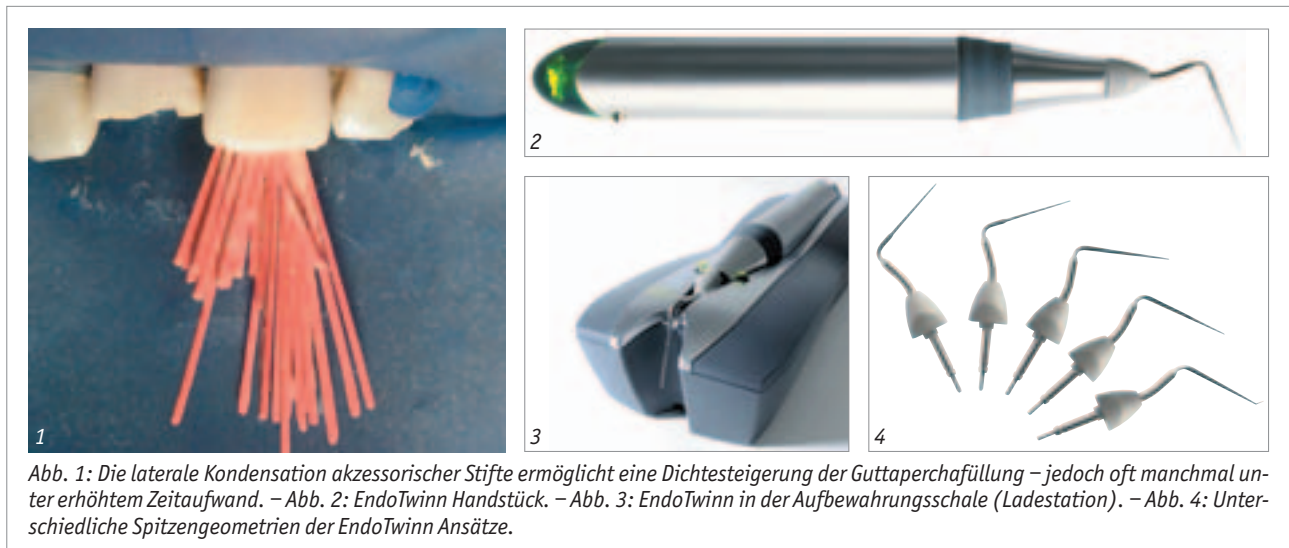 1
2
3
4
Abb. 1: Die laterale Kondensation akzessorischer Stifte ermöglicht eine Dichtesteigerung der Guttaperchafüllung – jedoch oft manchmal un-
ter erhöhtem Zeitaufwand. – Abb. 2: EndoTwinn Handstück. – Abb. 3: EndoTwinn in der Aufbewahrungsschale (Ladestation). – Abb. 4: Unter-
schiedliche Spitzengeometrien der EndoTwinn Ansätze.